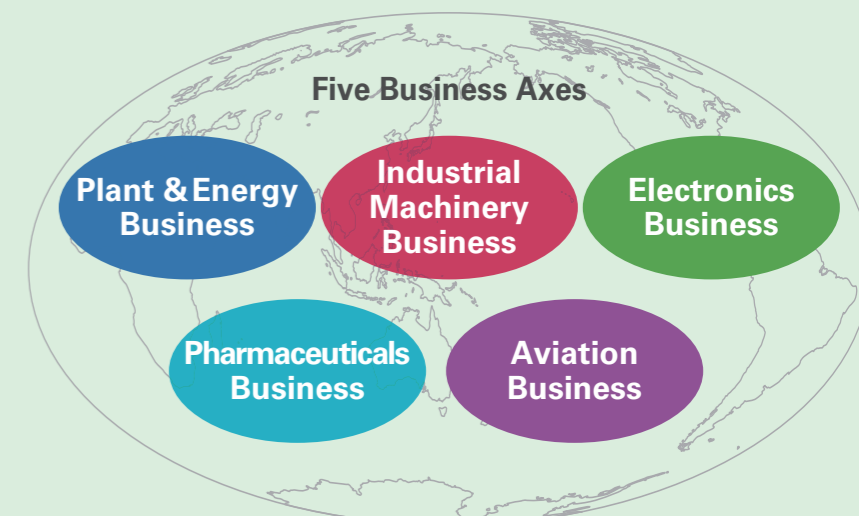 Five Business Axes
Plant & Energy
Business
Industrial
Machinery
Business
Electronics
Business
Pharmaceuticals
Business
Aviation
Business